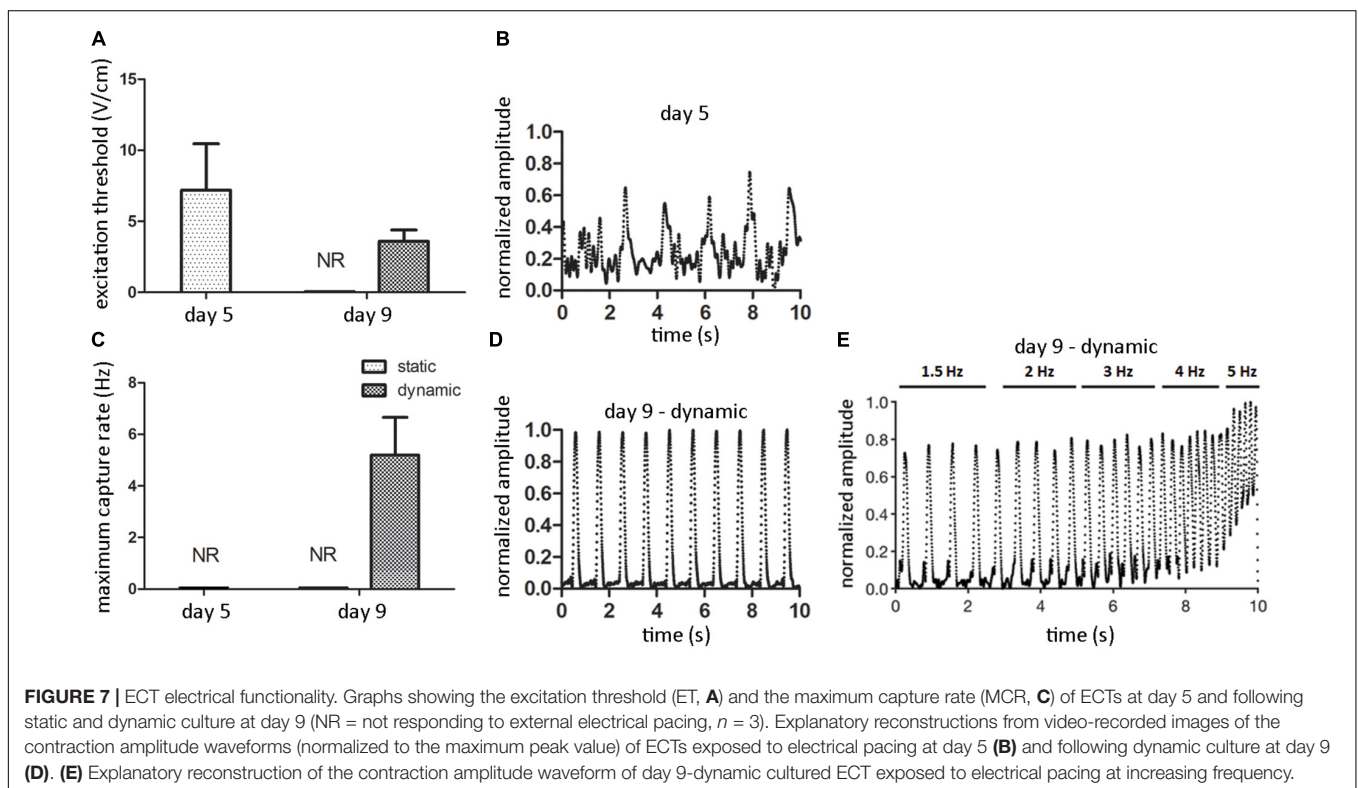 A
excitation threshold (V/cm)
15
10
5
0
NR
day 5
day 9
B
day 5
normalized amplitude
1.0
0.8
0.6
0.4
0.2
0.0
0 2 4 6 8 10
time (s)
C
maximum capture rate (Hz)
8
6
4
2
0
static
dynamic
NR
NR
day 5
day 9
D
day 9 - dynamic
normalized amplitude
1.0
0.8
0.6
0.4
0.2
0.0
0 2 4 6 8 10
time (s)
E
day 9 - dynamic
1.5 Hz 2 Hz 3 Hz 4 Hz 5 Hz
normalized amplitude
1.0
0.8
0.6
0.4
0.2
0.0
0 2 4 6 8 10
time (s)
FIGURE 7 | ECT electrical functionality. Graphs showing the excitation threshold (ET, A) and the maximum capture rate (MCR, C) of ECTs at day 5 and following
static and dynamic culture at day 9 (NR = not responding to external electrical pacing, n = 3). Explanatory reconstructions from video-recorded images of the
contraction amplitude waveforms (normalized to the maximum peak value) of ECTs exposed to electrical pacing at day 5 (B) and following dynamic culture at day 9
(D). (E) Explanatory reconstruction of the contraction amplitude waveform of day 9-dynamic cultured ECT exposed to electrical pacing at increasing frequency.